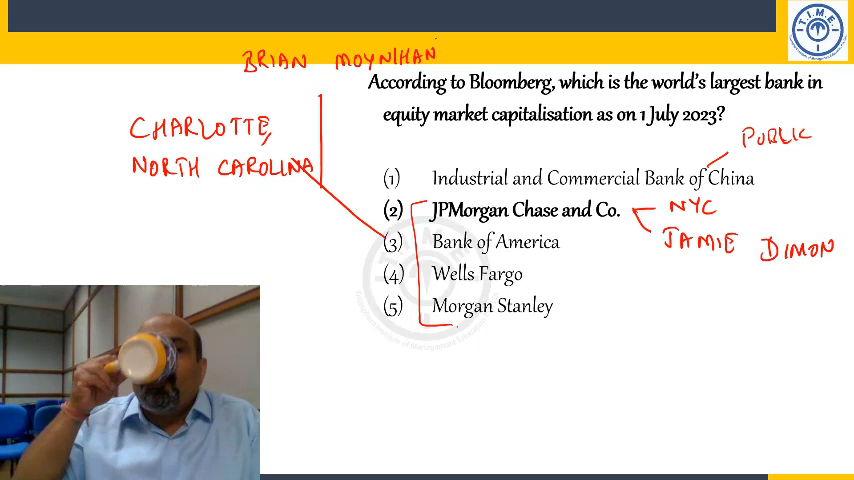 T.I.M.E.
BRIAN MOYNIHAN
According to Bloomberg, which is the world's largest bank in
equity market capitalisation as on 1 July 2023?
CHARLOTTE,
NORTH CAROLINA
PUBLIC
(1) Industrial and Commercial Bank of China
(2) JPMorgan Chase and Co.
NYC
JAMIE DIMON
(3) Bank of America
(4) Wells Fargo
(5) Morgan Stanley